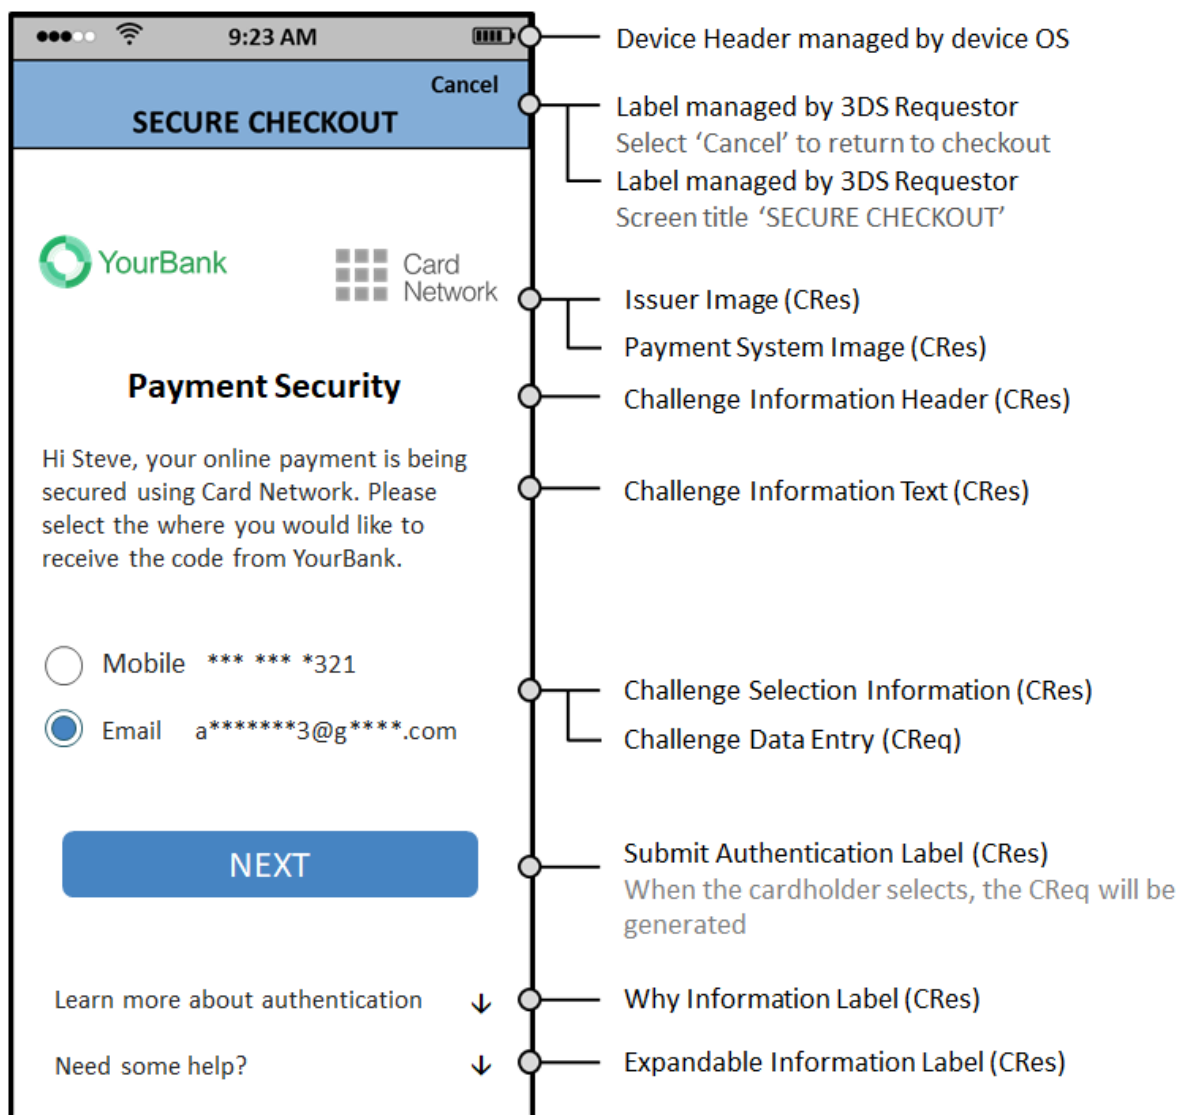 9:23 AM
Device Header managed by device OS
Cancel
SECURE CHECKOUT
Label managed by 3DS Requestor
Select ‘Cancel’ to return to checkout
Label managed by 3DS Requestor
Screen title ‘SECURE CHECKOUT’
YourBank
Card
Network
Issuer Image (CRes)
Payment System Image (CRes)
Payment Security
Challenge Information Header (CRes)
Hi Steve, your online payment is being
secured using Card Network. Please
select the where you would like to
receive the code from YourBank.
Challenge Information Text (CRes)
Mobile *** *** *321
Email a*******3@g****.com
Challenge Selection Information (CRes)
Challenge Data Entry (CReq)
NEXT
Submit Authentication Label (CRes)
When the cardholder selects, the CReq will be
generated
Learn more about authentication
Why Information Label (CRes)
Need some help?
Expandable Information Label (CRes)